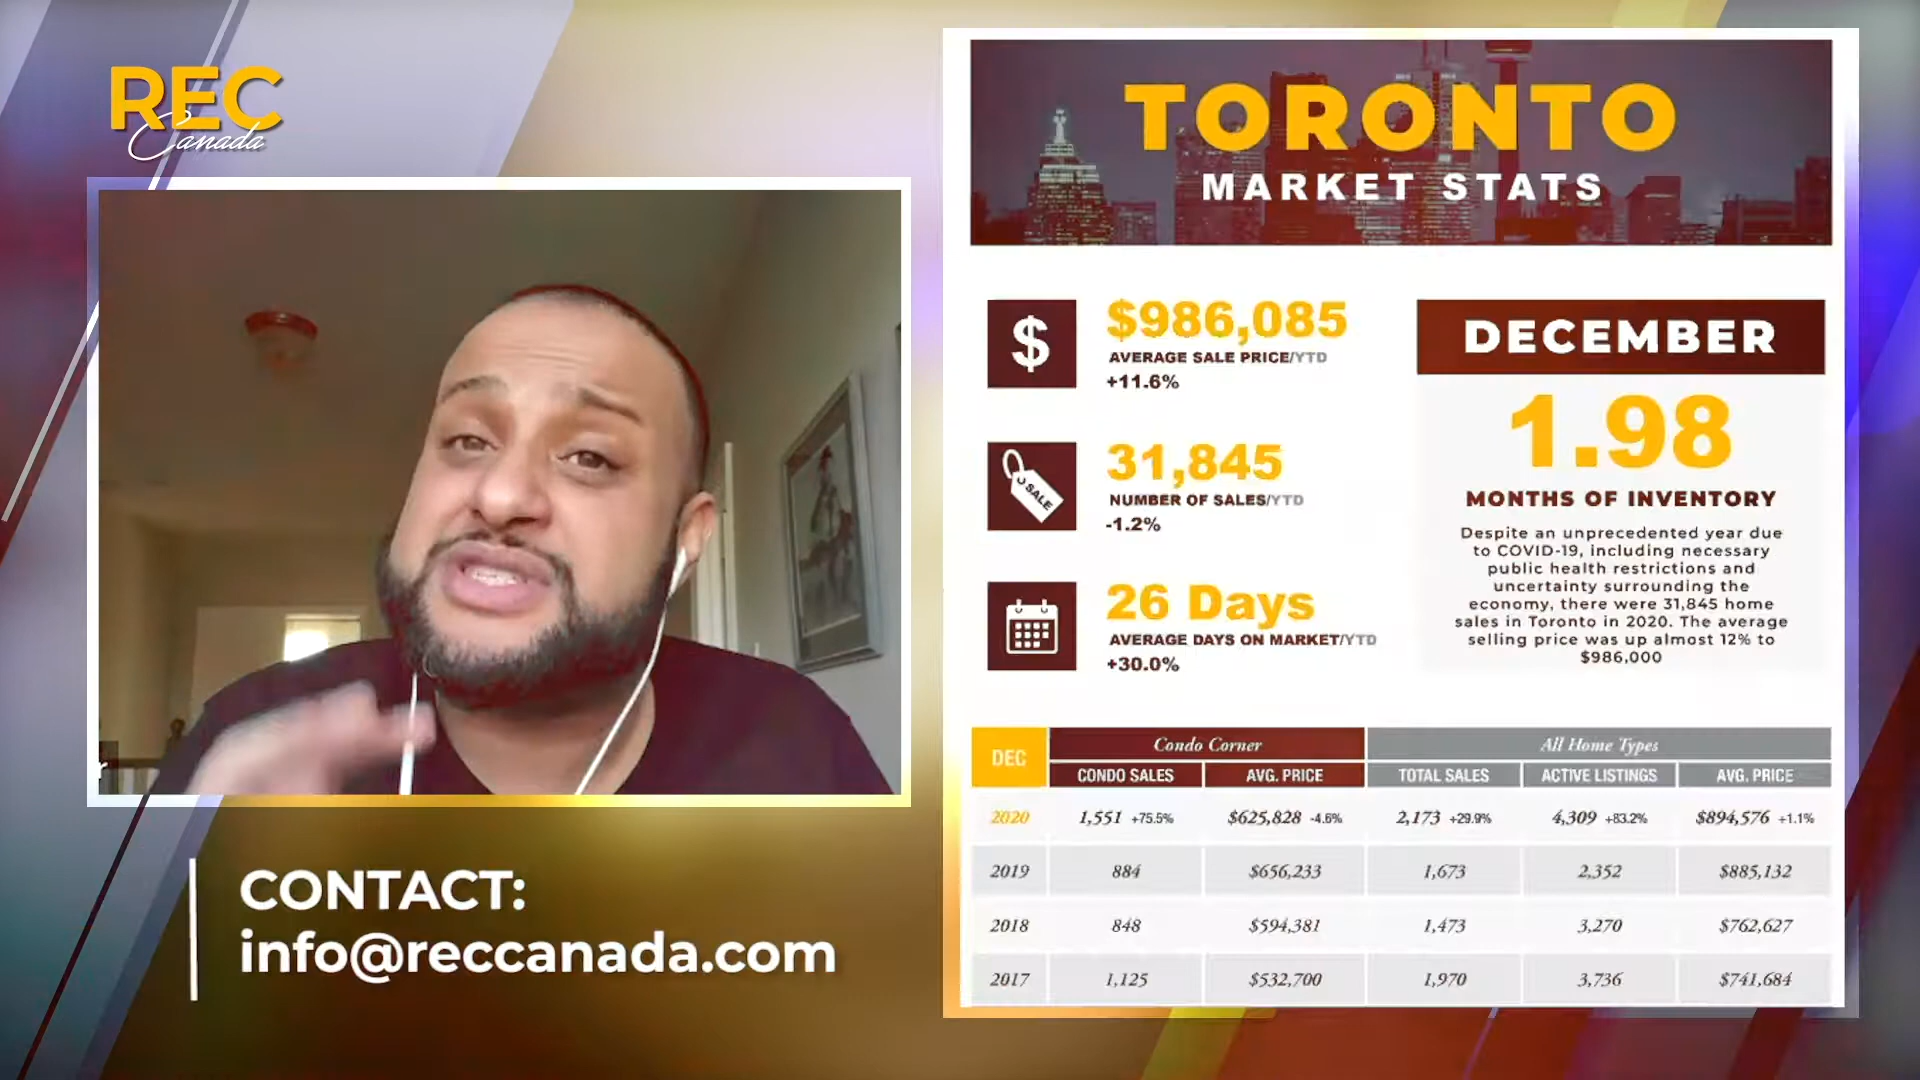 REC
Canada
CONTACT:
info@reccanada.com
TORONTO
MARKET STATS
$
$986,085
AVERAGE SALE PRICE/YTD
+11.6%
SALE
31,845
NUMBER OF SALES/YTD
-1.2%
26 Days
AVERAGE DAYS ON MARKET/YTD
+30.0%
DECEMBER
1.98
MONTHS OF INVENTORY
Despite an unprecedented year due
to COVID-19, including necessary
public health restrictions and
uncertainty surrounding the
economy, there were 31,845 home
sales in Toronto in 2020. The average
selling price was up almost 12% to
$986,000
DEC Condo Corner All Home Types
CONDO SALES AVG. PRICE TOTAL SALES ACTIVE LISTINGS AVG. PRICE
2020 1,551 +75.5% $625,828 -4.6% 2,173 +29.9% 4,309 +83.2% $894,576 +1.1%
2019 884 $656,233 1,673 2,352 $885,132
2018 848 $594,381 1,473 3,270 $762,627
2017 1,125 $532,700 1,970 3,736 $741,684